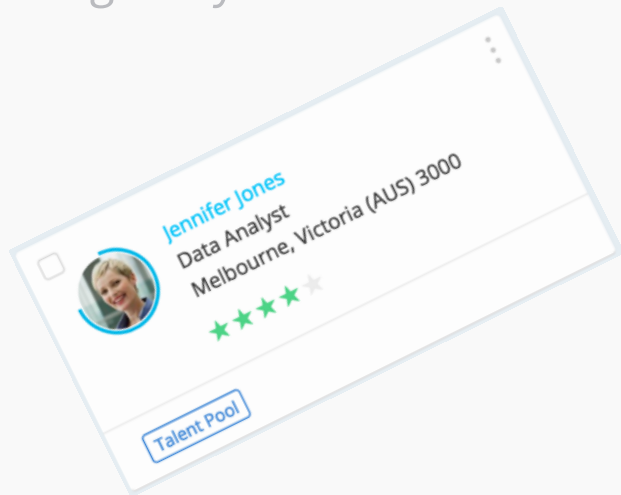 Jennifer Jones
Data Analyst
Melbourne, Victoria (AUS) 3000
Talent Pool